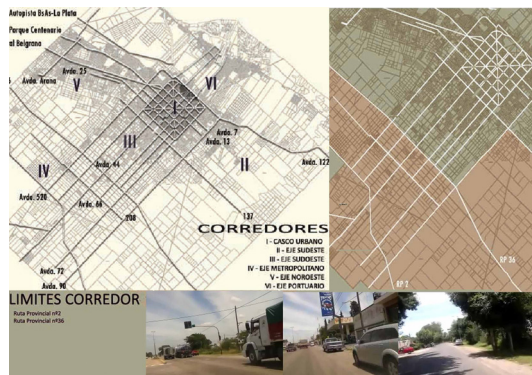 Autopista BsAs-La Plata
Parque Centenario
al Belgrano
Avda. 25
Avda. Arana
V
VI
I
Avda. 7
Avda. 13
III
II
Avda. 122
Avda. 44
IV
Avda. 520
Avda. 66
208
137
Avda. 72
Avda. 90
CORREDORES
I - CASCO URBANO
II - EJE SUDESTE
III - EJE SUDOESTE
IV - EJE METROPOLITANO
V - EJE NOROESTE
VI - EJE PORTUARIO
RP 2
RP 36
LIMITES CORREDOR
Ruta Provincial nº2
Ruta Provincial nº36